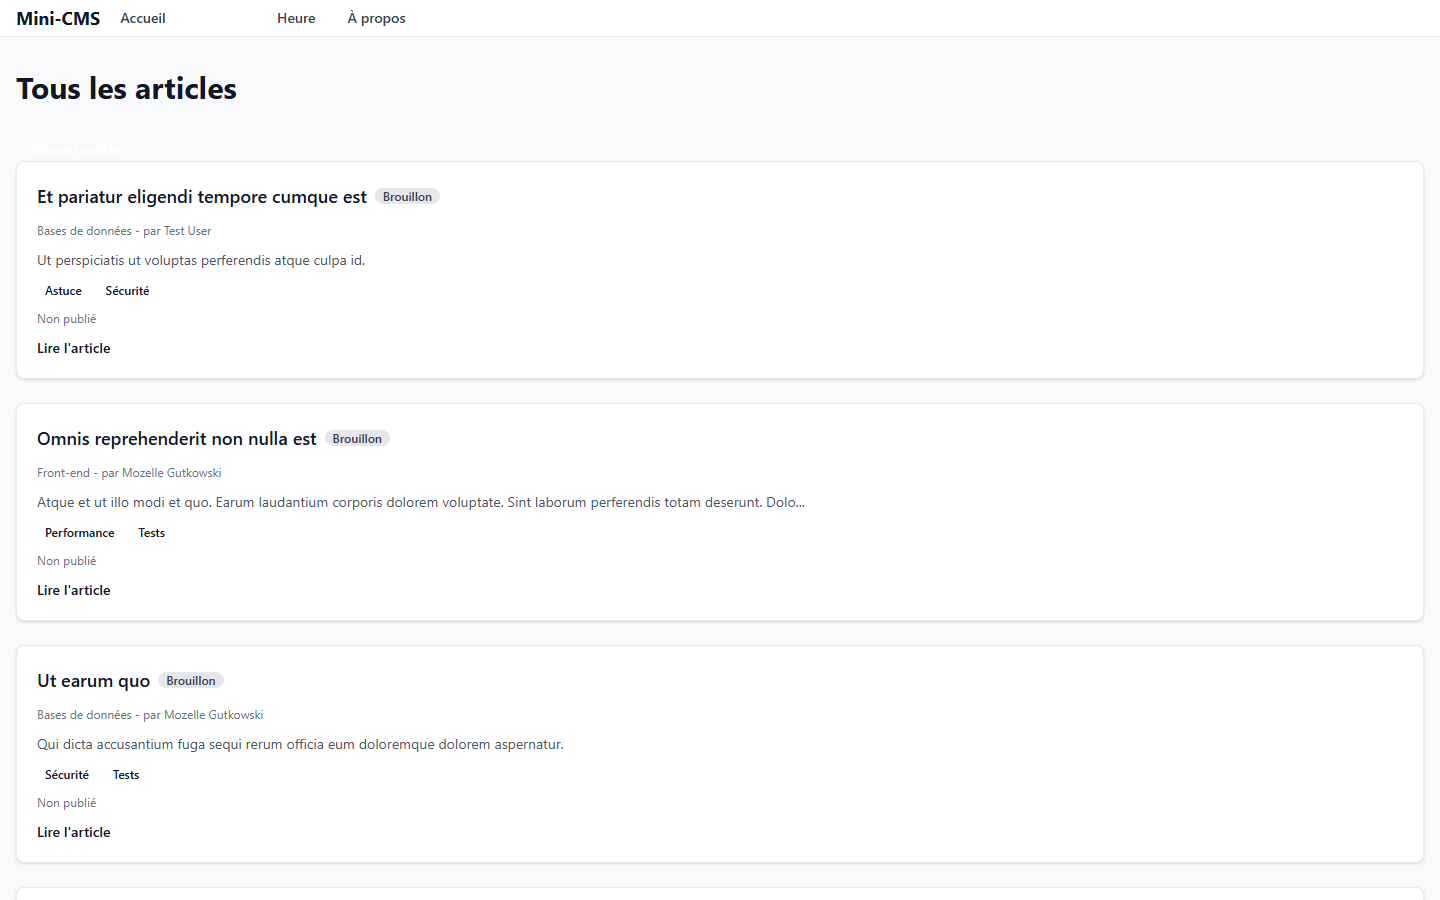 Mini-CMS Accueil Heure À propos
Tous les articles
Nouvel article
Et pariatur eligendi tempore cumque est Brouillon
Bases de données - par Test User
Ut perspiciatis ut voluptas perferendis atque culpa id.
Astuce Sécurité
Non publié
Lire l'article
Omnis reprehenderit non nulla est Brouillon
Front-end - par Mozelle Gutkowski
Atque et ut illo modi et quo. Earum laudantium corporis dolorem voluptate. Sint laborum perferendis totam deserunt. Dolo...
Performance Tests
Non publié
Lire l'article
Ut earum quo Brouillon
Bases de données - par Mozelle Gutkowski
Qui dicta accusantium fuga sequi rerum officia eum doloremque dolorem aspernatur.
Sécurité Tests
Non publié
Lire l'article